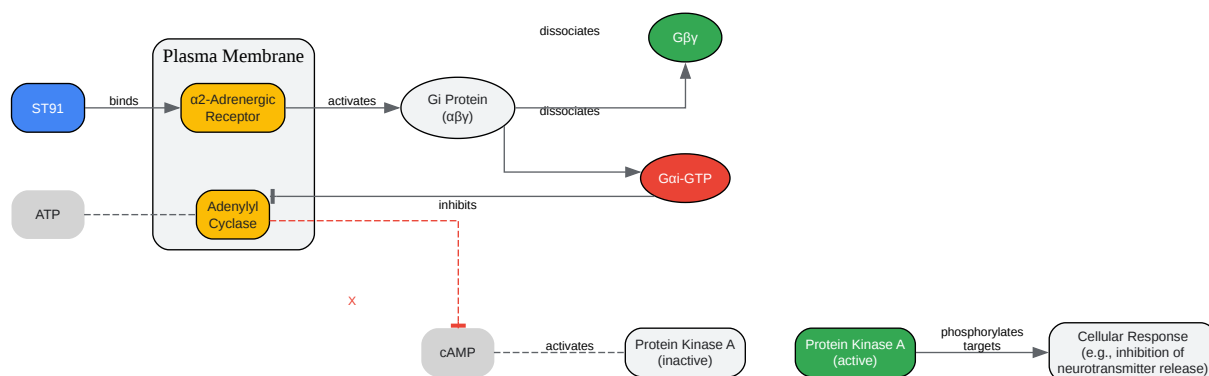 dissociates
Gβγ
Plasma Membrane
ST91
binds
α2-Adrenergic
Receptor
activates
Gi Protein
(αβγ)
dissociates
Gαi-GTP
ATP
Adenylyl
Cyclase
inhibits
X
cAMP
activates
Protein Kinase A
(inactive)
Protein Kinase A
(active)
phosphorylates
targets
Cellular Response
(e.g., inhibition of
neurotransmitter release)